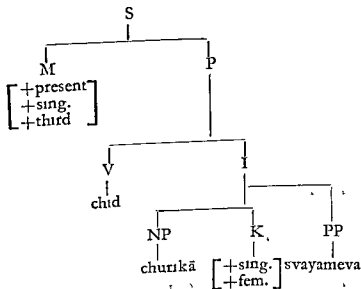 S
M P
+present
+sing.
+third
V I
chid
NP K PP
churikā +sing. svayameva
+fem.